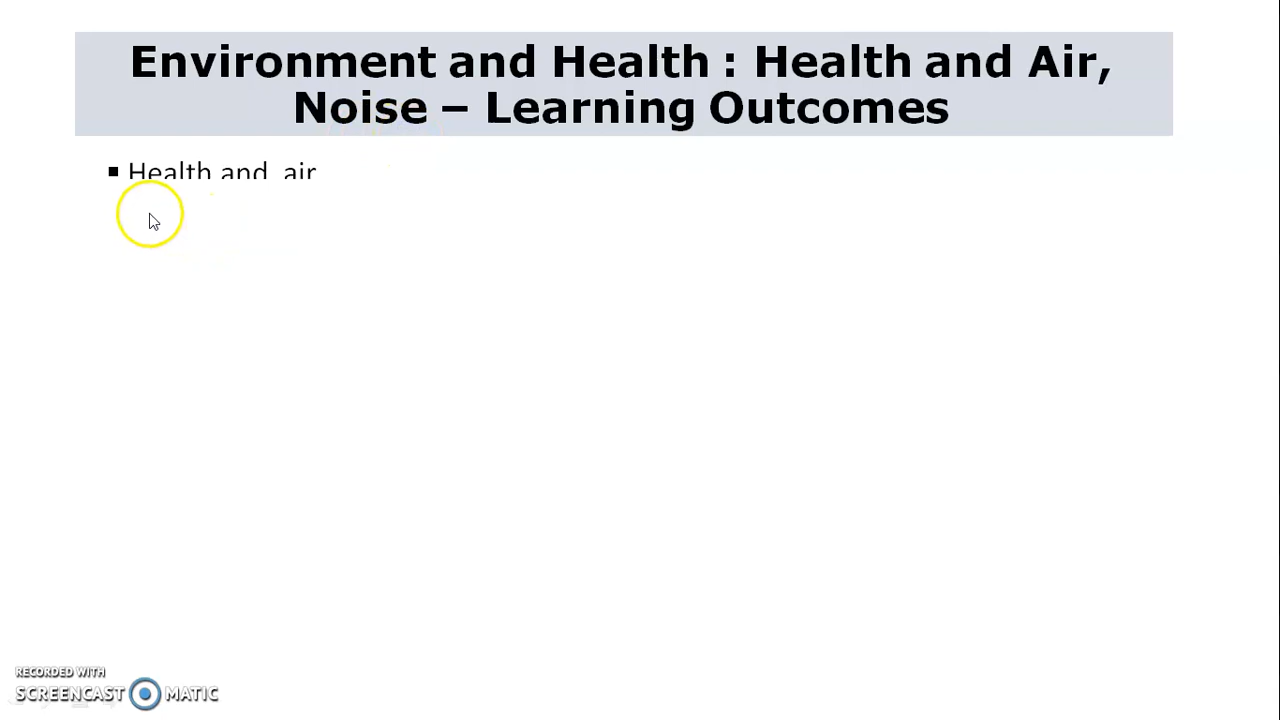 Environment and Health : Health and Air,
Noise – Learning Outcomes
▪ Health and air
RECORDED WITH
SCREENCAST MATIC